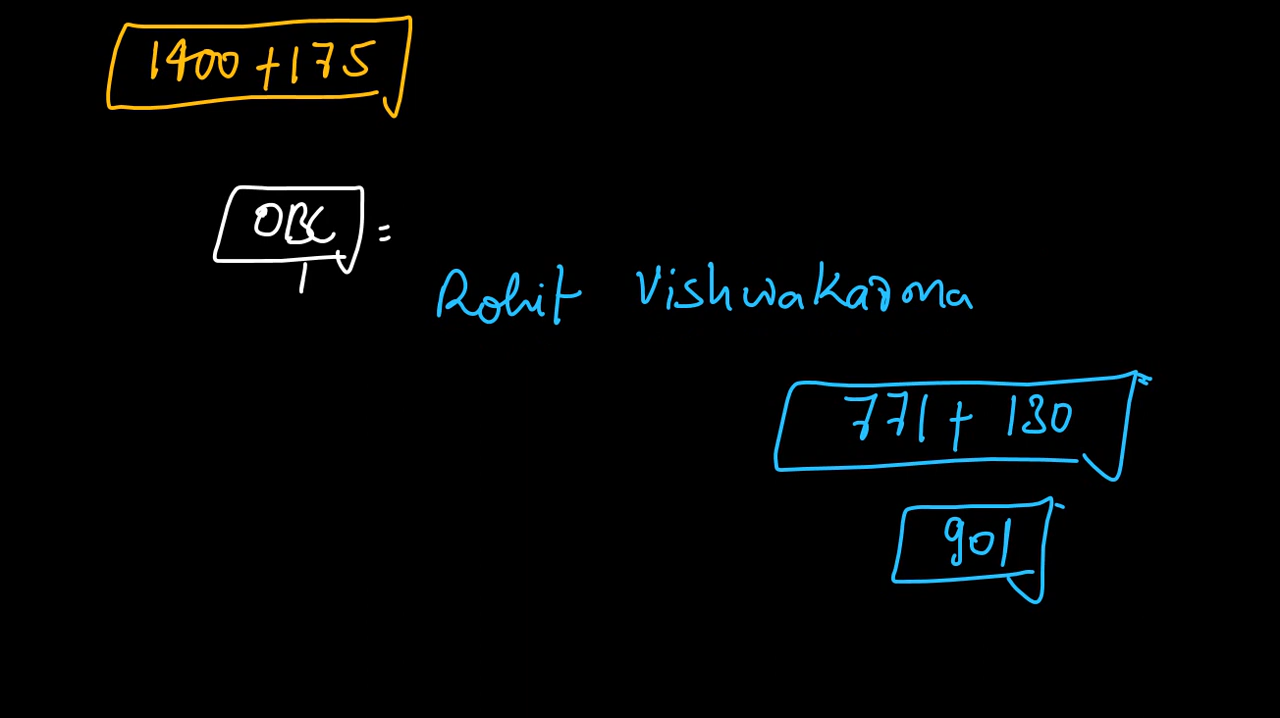 1400 + 175
OBC =
Rohit Vishwakarma
771 + 130
901